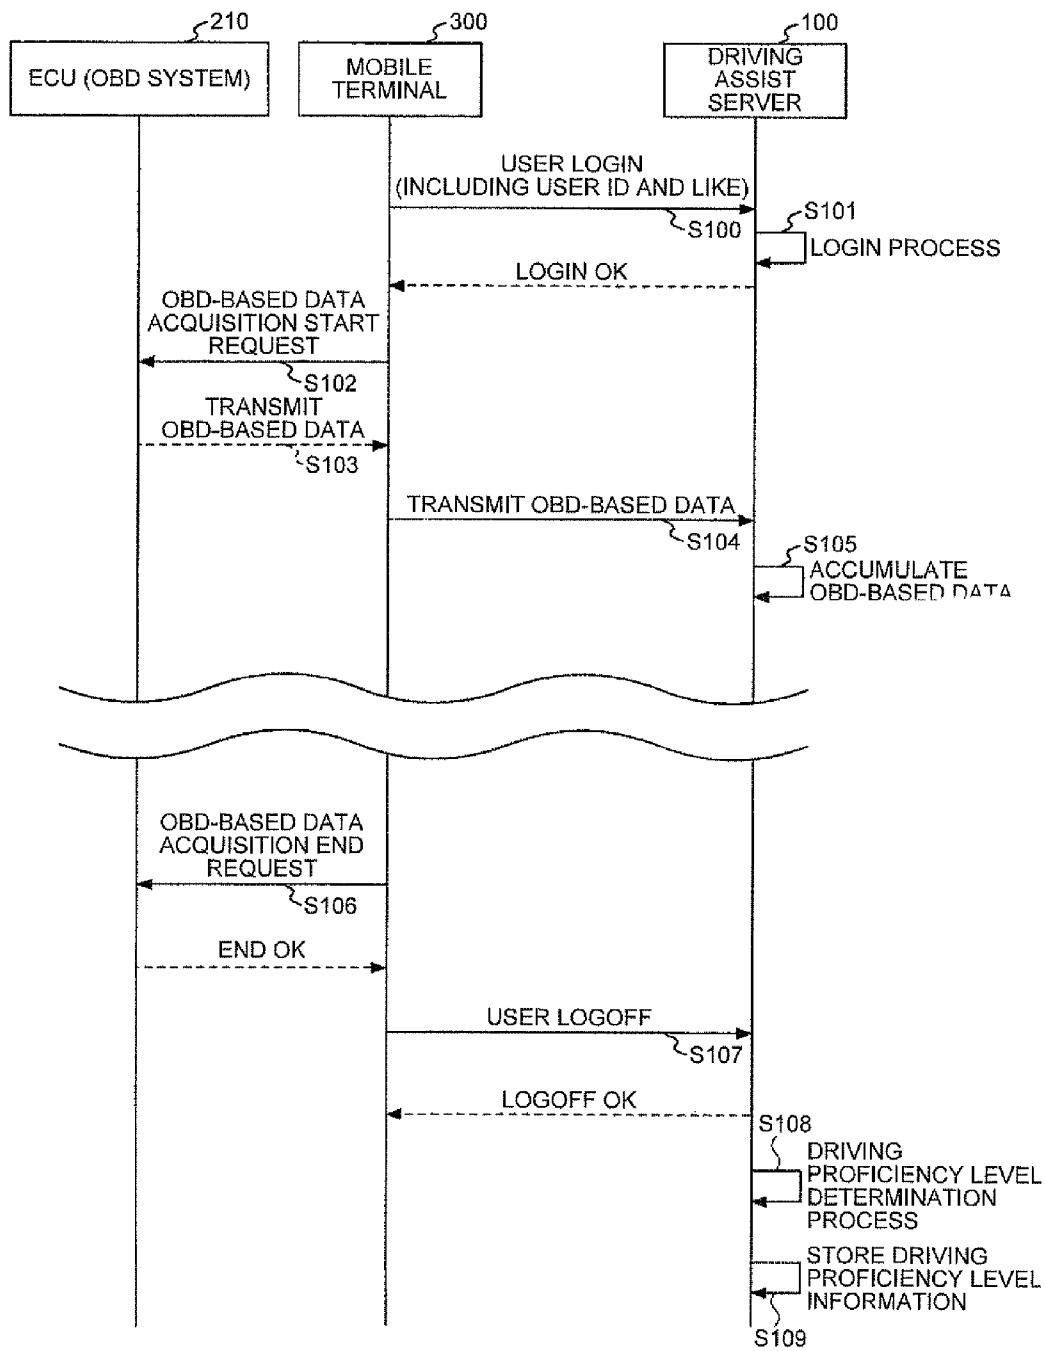 210
300
100
ECU (OBD SYSTEM)
MOBILE
TERMINAL
DRIVING
ASSIST
SERVER
USER LOGIN
(INCLUDING USER ID AND LIKE)
S100
S101
LOGIN PROCESS
LOGIN OK
OBD-BASED DATA
ACQUISITION START
REQUEST
S102
TRANSMIT
OBD-BASED DATA
S103
TRANSMIT OBD-BASED DATA
S104
S105
ACCUMULATE
OBD-BASED DATA
OBD-BASED DATA
ACQUISITION END
REQUEST
S106
END OK
USER LOGOFF
S107
LOGOFF OK
S108
DRIVING
PROFICIENCY LEVEL
DETERMINATION
PROCESS
STORE DRIVING
PROFICIENCY LEVEL
INFORMATION
S109